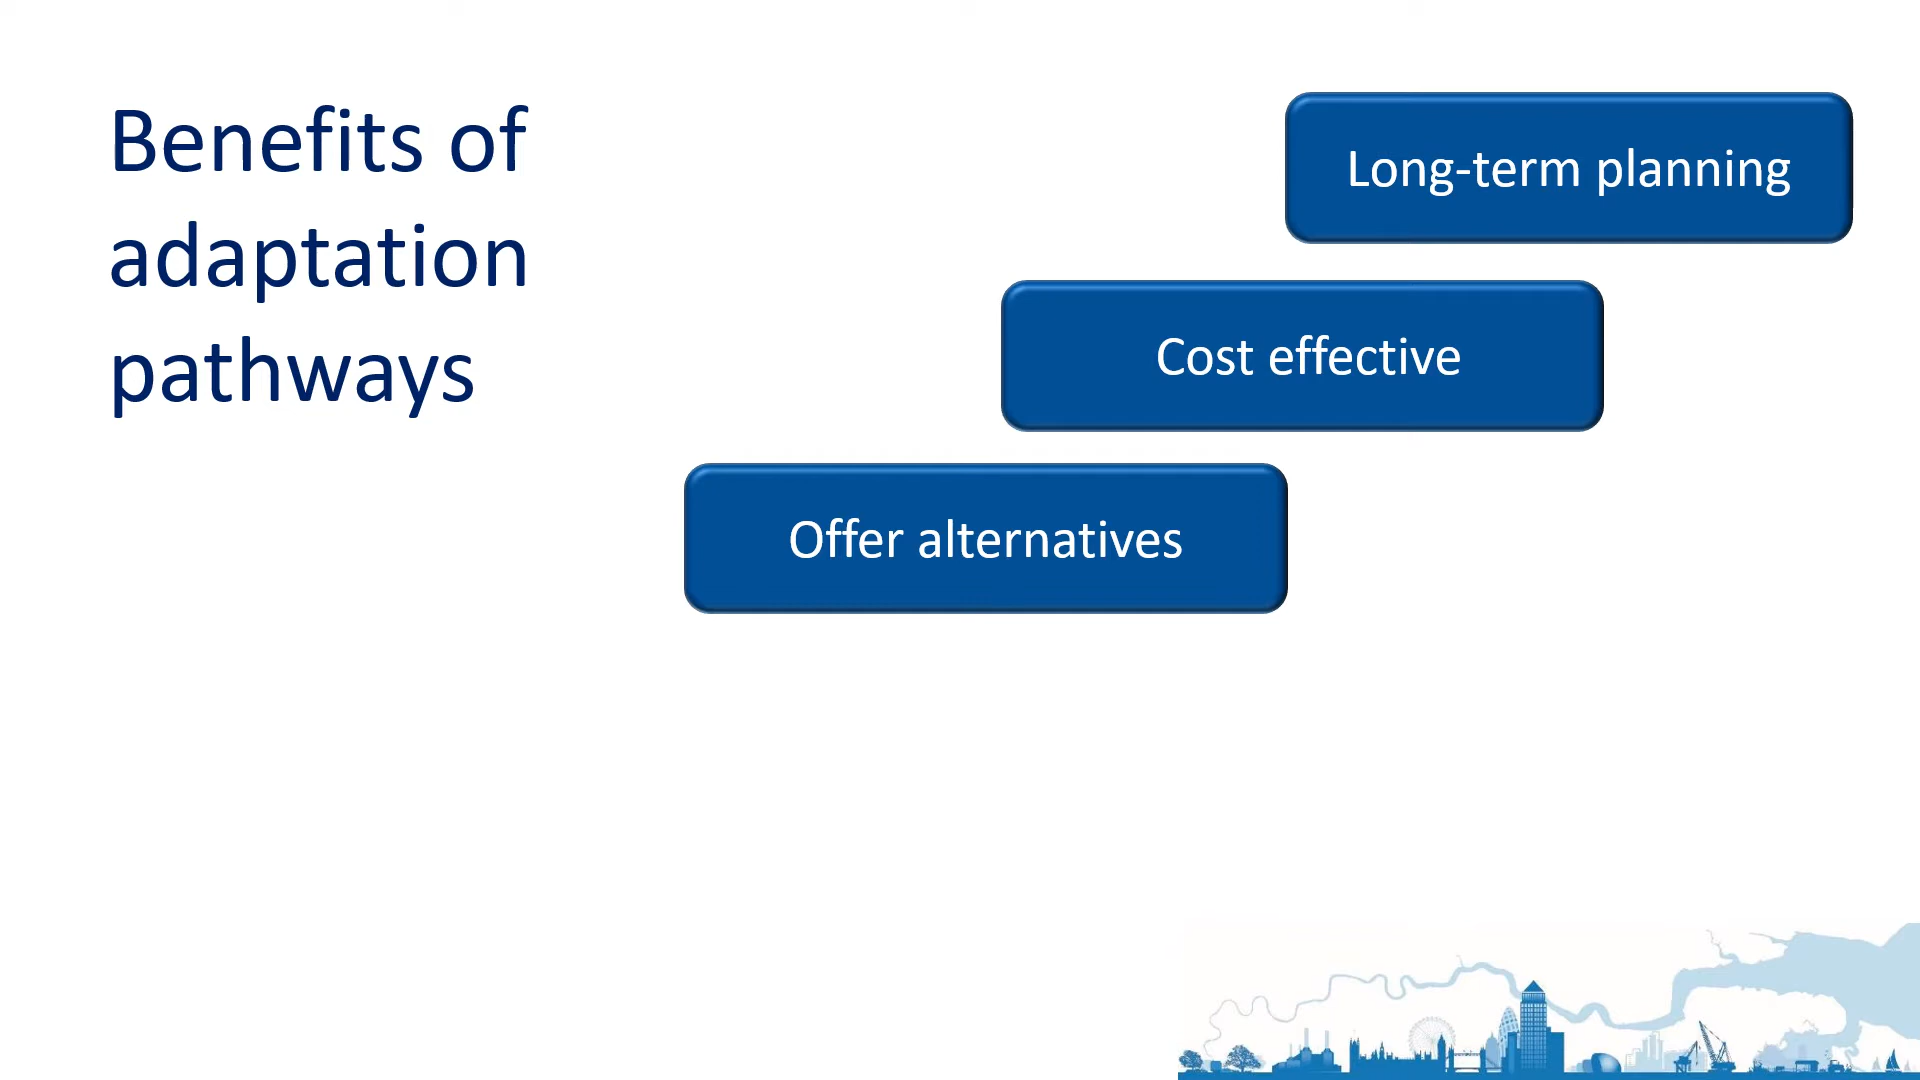 Benefits of
adaptation
pathways
Long-term planning
Cost effective
Offer alternatives